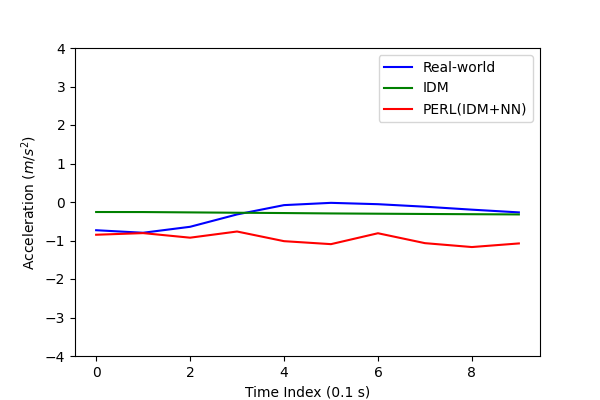 4
3
2
1
0
−1
−2
−3
−4
Acceleration (m/s²)
Real-world
IDM
PERL(IDM+NN)
0 2 4 6 8
Time Index (0.1 s)